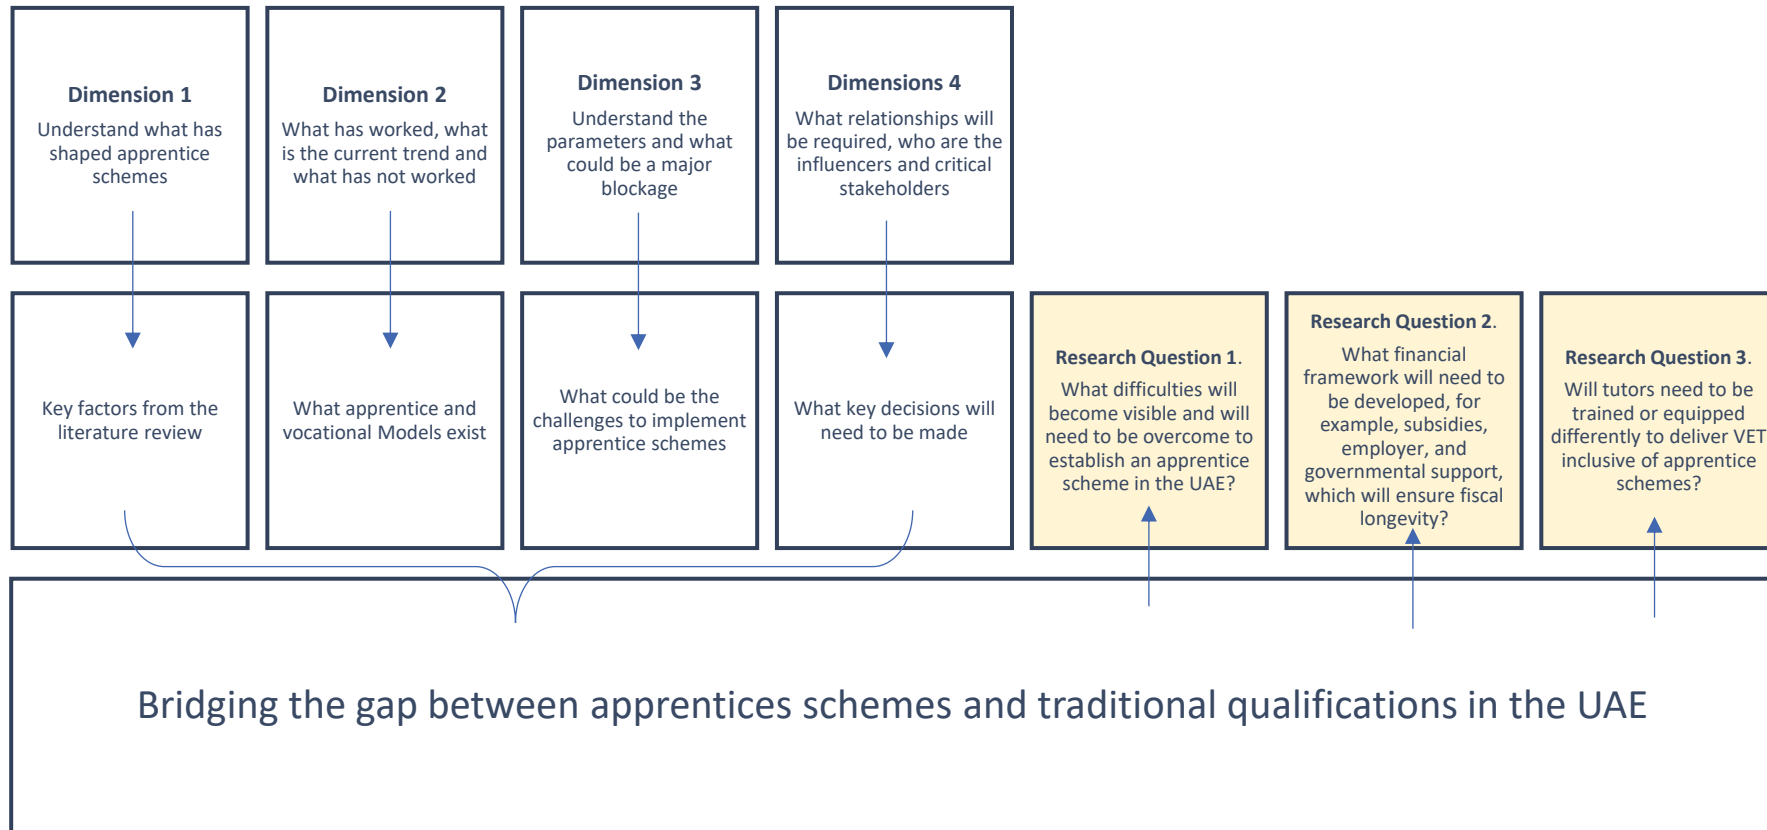 Dimension 1
Understand what has
shaped apprentice
schemes
Dimension 2
What has worked, what
is the current trend and
what has not worked
Dimension 3
Understand the
parameters and what
could be a major
blockage
Dimensions 4
What relationships will
be required, who are the
influencers and critical
stakeholders
Key factors from the
literature review
What apprentice and
vocational Models exist
What could be the
challenges to implement
apprentice schemes
What key decisions will
need to be made
Research Question 1.
What difficulties will
become visible and will
need to be overcome to
establish an apprentice
scheme in the UAE?
Research Question 2.
What financial
framework will need to
be developed, for
example, subsidies,
employer, and
governmental support,
which will ensure fiscal
longevity?
Research Question 3.
Will tutors need to be
trained or equipped
differently to deliver VET
inclusive of apprentice
schemes?
Bridging the gap between apprentices schemes and traditional qualifications in the UAE